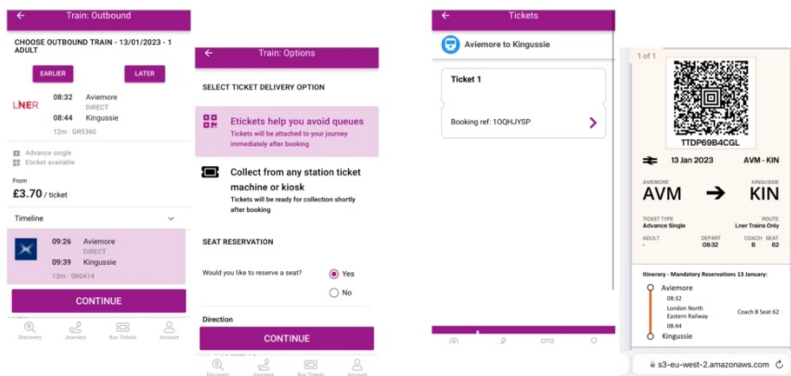 Train: Outbound
CHOOSE OUTBOUND TRAIN - 13/01/2023 - 1
ADULT
EARLIER
LATER
LNER
08:32 Aviemore
DIRECT
08:44 Kingussie
12m · GR5360
Advance single
Eticket available
From
£3.70 / ticket
Timeline
09:26 Aviemore
DIRECT
09:39 Kingussie
13m · SR0414
CONTINUE
Discovery
Journeys
Buy Tickets
Account
Train: Options
SELECT TICKET DELIVERY OPTION
Etickets help you avoid queues
Tickets will be attached to your journey
immediately after booking
Collect from any station ticket
machine or kiosk
Tickets will be ready for collection shortly
after booking
SEAT RESERVATION
Would you like to reserve a seat?
Yes
No
Direction
CONTINUE
Discovery
Journeys
Buy Tickets
Account
Tickets
Aviemore to Kingussie
Ticket 1
Booking ref: 1OQHJYSP
1 of 1
TTDP69B4CGL
13 Jan 2023
AVM - KIN
AVIEMORE
KINGUSSIE
AVM
KIN
TICKET TYPE
ROUTE
Advance Single
Lner Trains Only
ADULT
DEPART
COACH SEAT
-
08:32
B 62
Itinerary - Mandatory Reservations 13 January:
Aviemore
08:32
London North
Eastern Railway
Coach B Seat 62
08:44
Kingussie
s3-eu-west-2.amazonaws.com